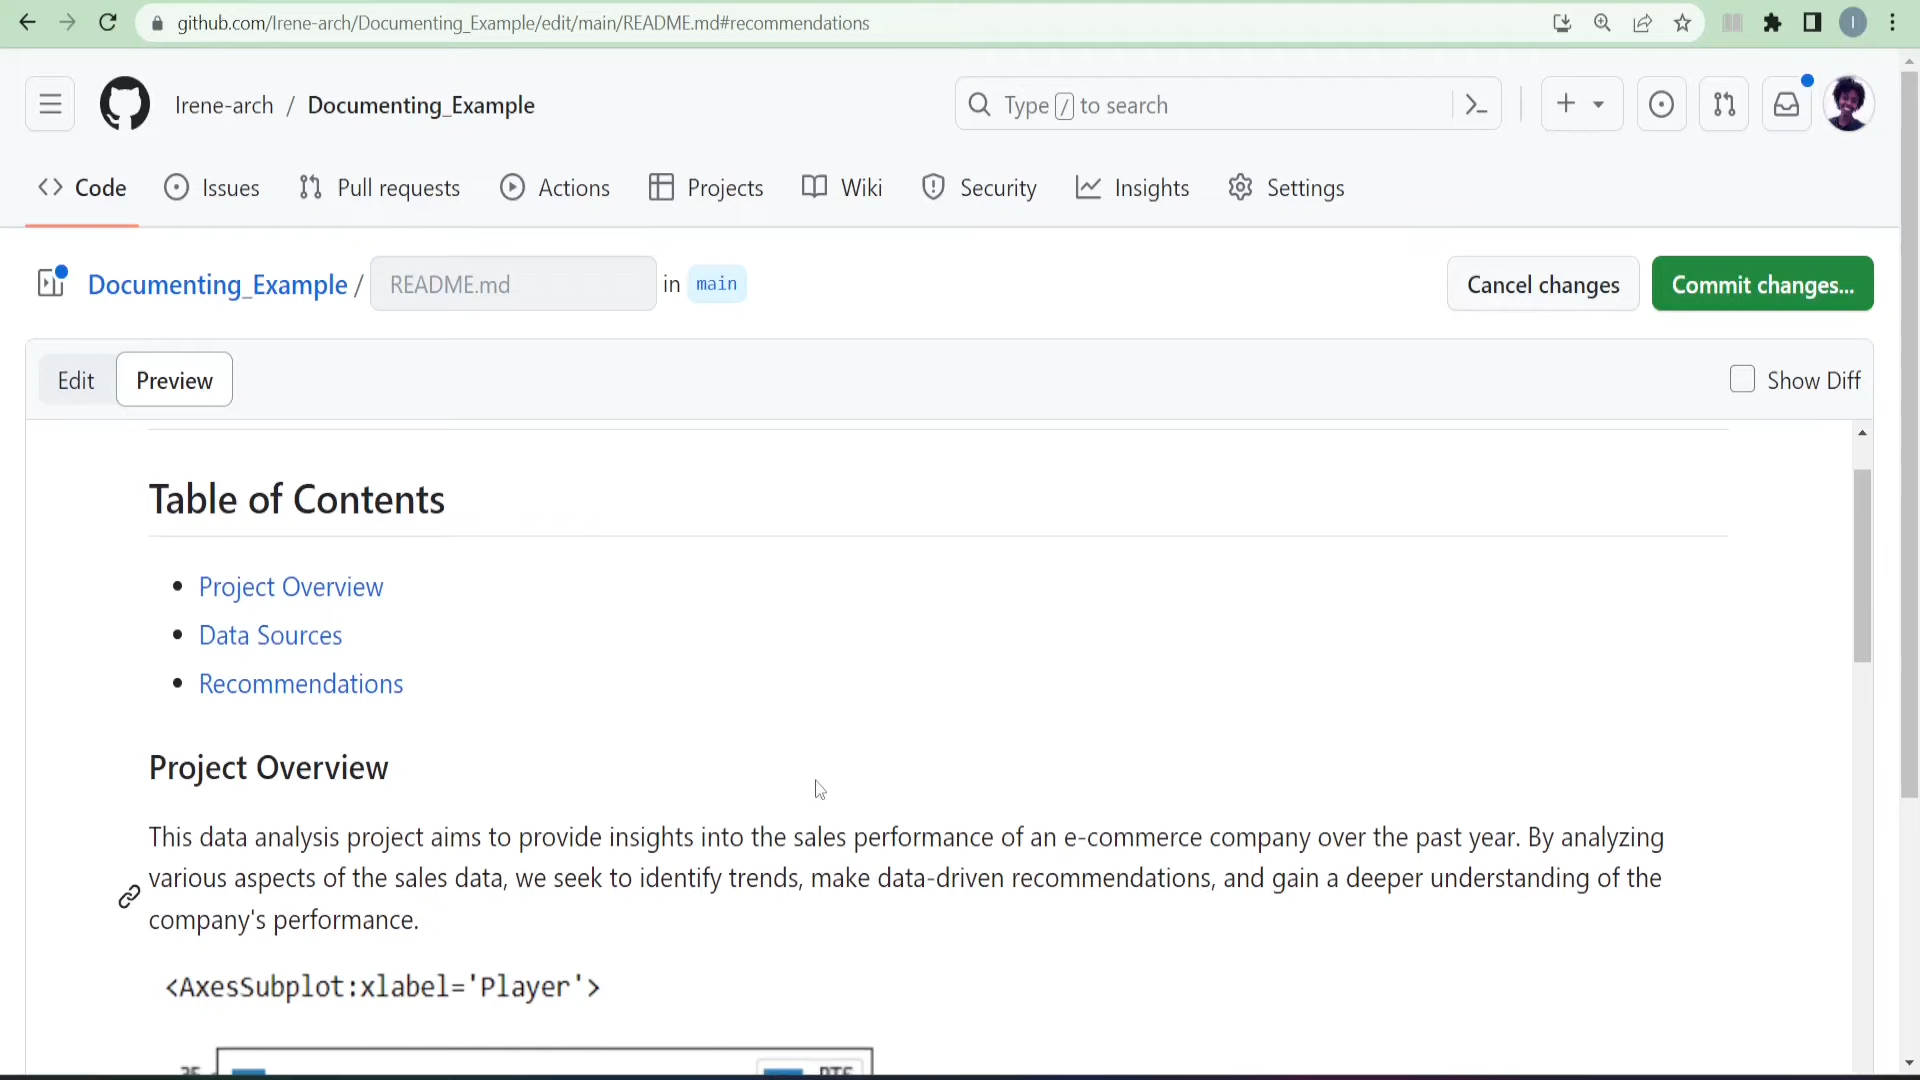 github.com/Irene-arch/Documenting_Example/edit/main/README.md#recommendations
I
Irene-arch / Documenting_Example
Type / to search
Code
Issues
Pull requests
Actions
Projects
Wiki
Security
Insights
Settings
Documenting_Example / README.md in main
Cancel changes
Commit changes...
Edit
Preview
Show Diff
Table of Contents
Project Overview
Data Sources
Recommendations
Project Overview
This data analysis project aims to provide insights into the sales performance of an e-commerce company over the past year. By analyzing
various aspects of the sales data, we seek to identify trends, make data-driven recommendations, and gain a deeper understanding of the
company's performance.
<AxesSubplot:xlabel='Player'>